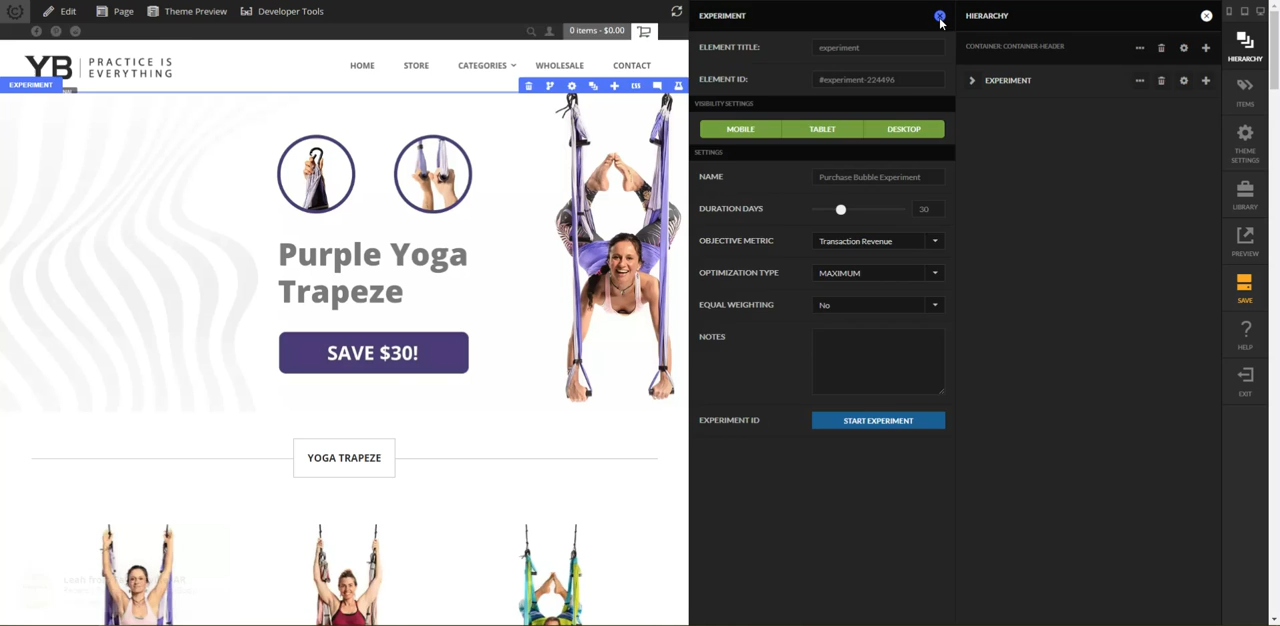 Edit
Page
Theme Preview
Developer Tools
0 items - $0.00
YB PRACTICE IS
EVERYTHING
HOME
STORE
CATEGORIES
WHOLESALE
CONTACT
EXPERIMENT
CSS
Purple Yoga
Trapeze
SAVE $30!
YOGA TRAPEZE
EXPERIMENT
ELEMENT TITLE: experiment
ELEMENT ID: #experiment-224496
VISIBILITY SETTINGS
MOBILE TABLET DESKTOP
SETTINGS
NAME Purchase Bubble Experiment
DURATION DAYS 30
OBJECTIVE METRIC Transaction Revenue
OPTIMIZATION TYPE MAXIMUM
EQUAL WEIGHTING No
NOTES
EXPERIMENT ID START EXPERIMENT
HIERARCHY
CONTAINER: CONTAINER-HEADER
EXPERIMENT
HIERARCHY
ITEMS
THEME
SETTINGS
LIBRARY
PREVIEW
SAVE
HELP
EXIT